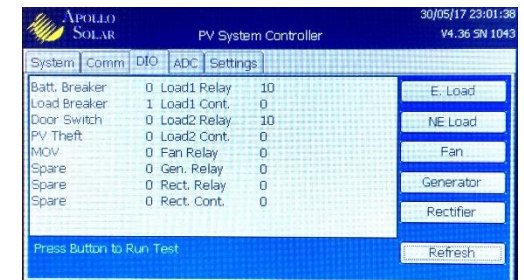 APOLLO SOLAR
PV System Controller
30/05/17 23:01:38
V4.36 SN 1043
System Comm DIO ADC Settings
Batt. Breaker 0 Load1 Relay 10
Load Breaker 1 Load1 Cont. 0
Door Switch 0 Load2 Relay 10
PV Theft 0 Load2 Cont. 0
MOV 0 Fan Relay 0
Spare 0 Gen. Relay 0
Spare 0 Rect. Relay 0
Spare 0 Rect. Cont. 0
E. Load
NE Load
Fan
Generator
Rectifier
Press Button to Run Test
Refresh